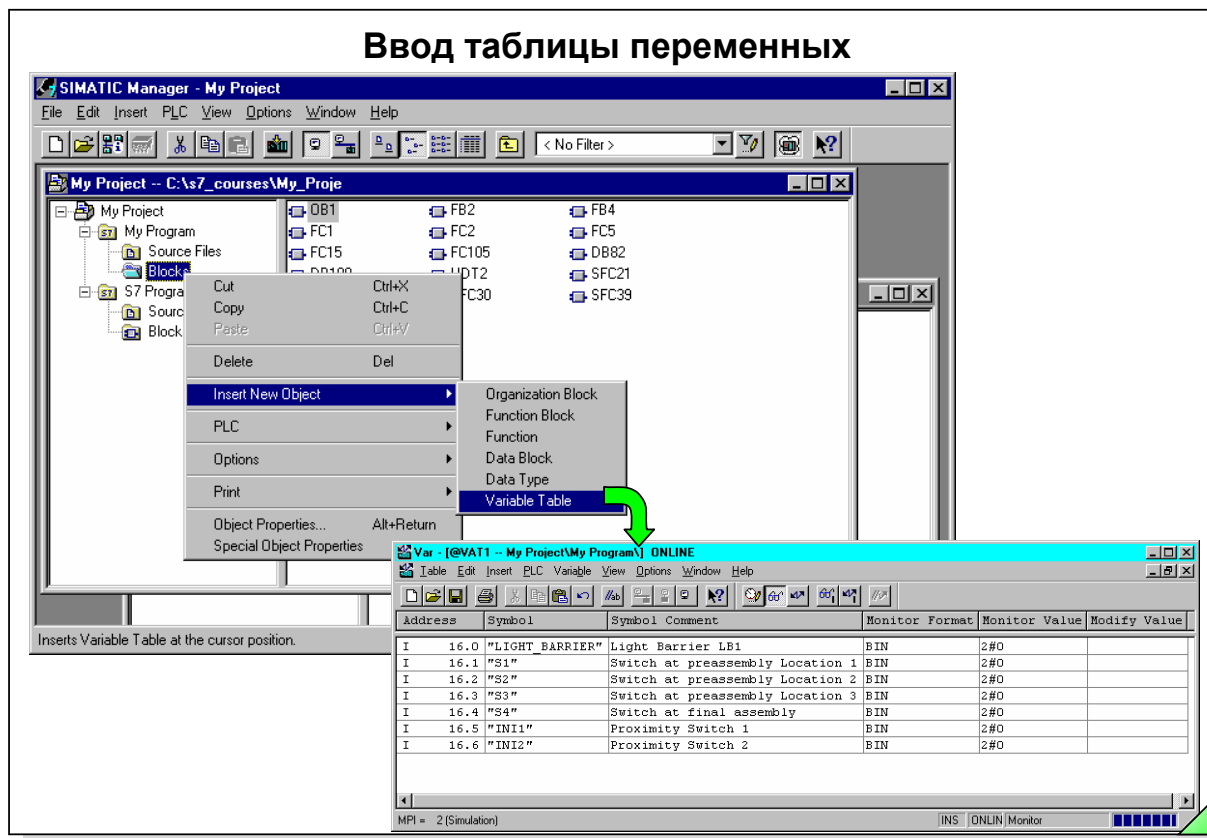 Ввод таблицы переменных
SIMATIC Manager - My Project
File Edit Insert PLC View Options Window Help
< No Filter >
My Project -- C:\s7_courses\My_Proje
My Project
My Program
Source Files
Blocks
S7 Progra
Sourc
Block
OB1 FB2 FB4
FC1 FC2 FC5
FC15 FC105 DB82
UDT2 SFC21
FC30 SFC39
Cut Ctrl+X
Copy Ctrl+C
Paste Ctrl+V
Delete Del
Insert New Object
PLC
Options
Print
Object Properties... Alt+Return
Special Object Properties
Organization Block
Function Block
Function
Data Block
Data Type
Variable Table
Inserts Variable Table at the cursor position.
Var - [@VAT1 -- My Project\My Program\] ONLINE
Table Edit Insert PLC Variable View Options Window Help
Address Symbol Symbol Comment Monitor Format Monitor Value Modify Value
I 16.0 "LIGHT_BARRIER" Light Barrier LB1 BIN 2#0
I 16.1 "S1" Switch at preassembly Location 1 BIN 2#0
I 16.2 "S2" Switch at preassembly Location 2 BIN 2#0
I 16.3 "S3" Switch at preassembly Location 3 BIN 2#0
I 16.4 "S4" Switch at final assembly BIN 2#0
I 16.5 "INI1" Proximity Switch 1 BIN 2#0
I 16.6 "INI2" Proximity Switch 2 BIN 2#0
MPI = 2 (Simulation) INS ONLIN Monitor